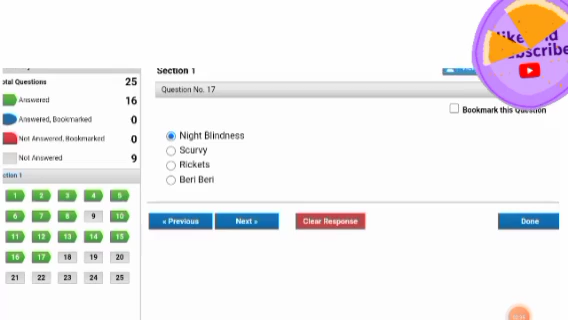 Section 1
Total Questions 25
Question No. 17
Answered 16
Answered, Bookmarked 0
Not Answered, Bookmarked 0
Not Answered 9
Bookmark this Question
Night Blindness
Scurvy
Rickets
Beri Beri
« Previous
Next »
Clear Response
Done
ction 1
1 2 3 4 5
6 7 8 9 10
11 12 13 14 15
16 17 18 19 20
21 22 23 24 25
like and
subscribe